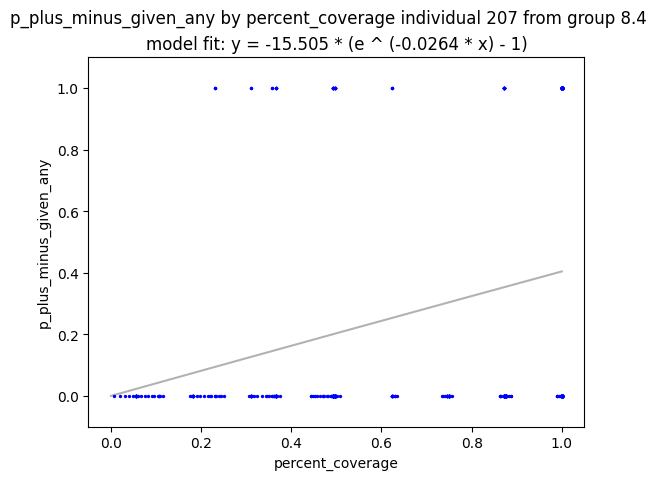 p_plus_minus_given_any by percent_coverage individual 207 from group 8.4
model fit: y = -15.505 * (e ^ (-0.0264 * x) - 1)
1.0
0.8
0.6
0.4
0.2
0.0
p_plus_minus_given_any
0.0 0.2 0.4 0.6 0.8 1.0
percent_coverage